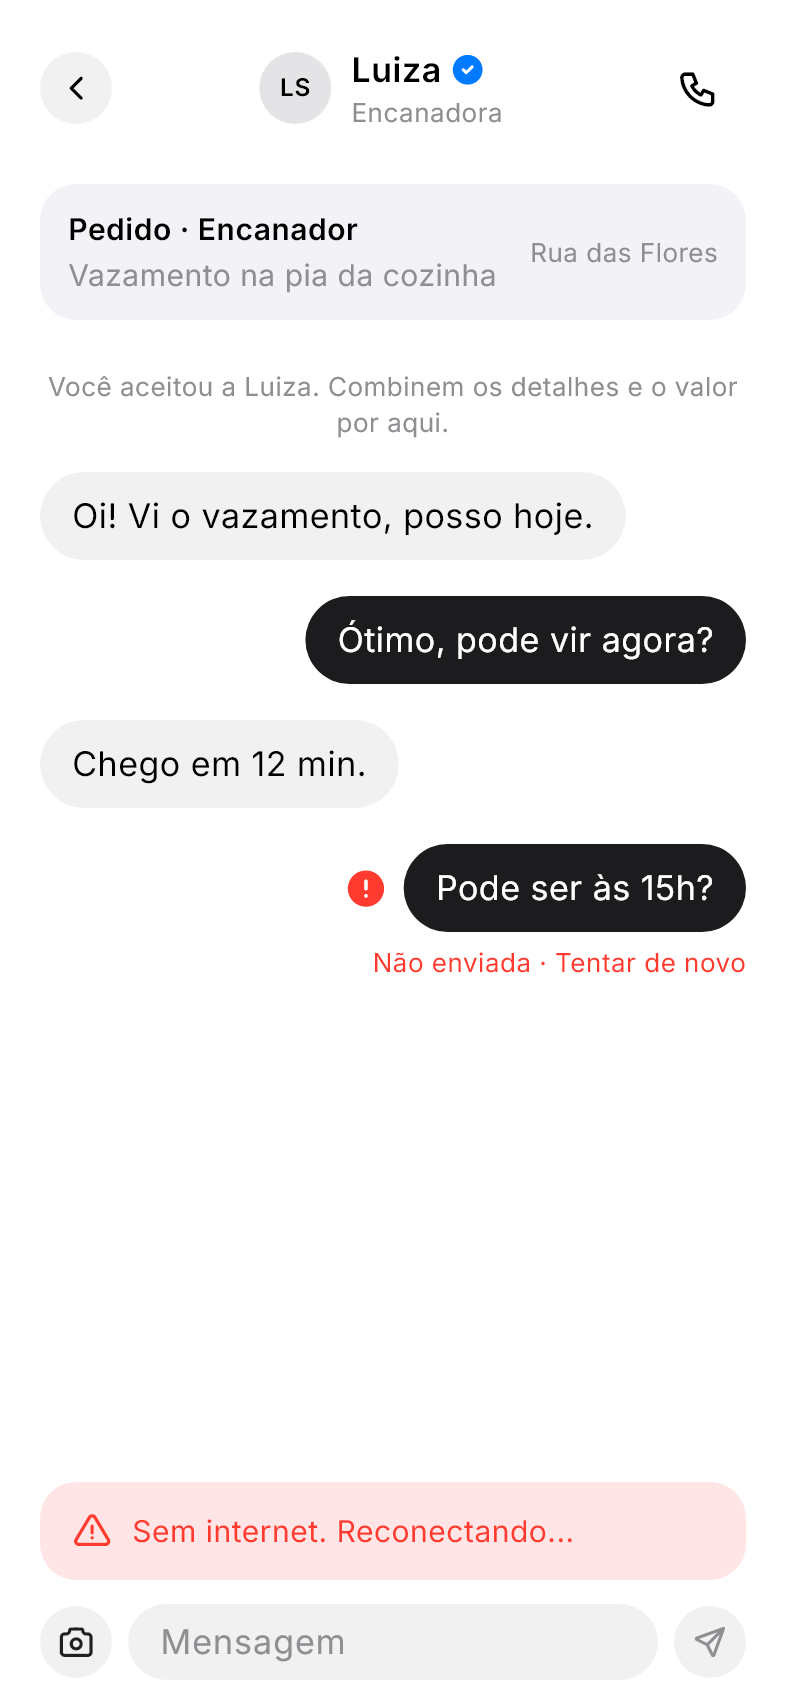 LS
Luiza
Encanadora
Pedido · Encanador
Vazamento na pia da cozinha
Rua das Flores
Você aceitou a Luiza. Combinem os detalhes e o valor
por aqui.
Oi! Vi o vazamento, posso hoje.
Ótimo, pode vir agora?
Chego em 12 min.
Pode ser às 15h?
Não enviada · Tentar de novo
Sem internet. Reconectando...
Mensagem